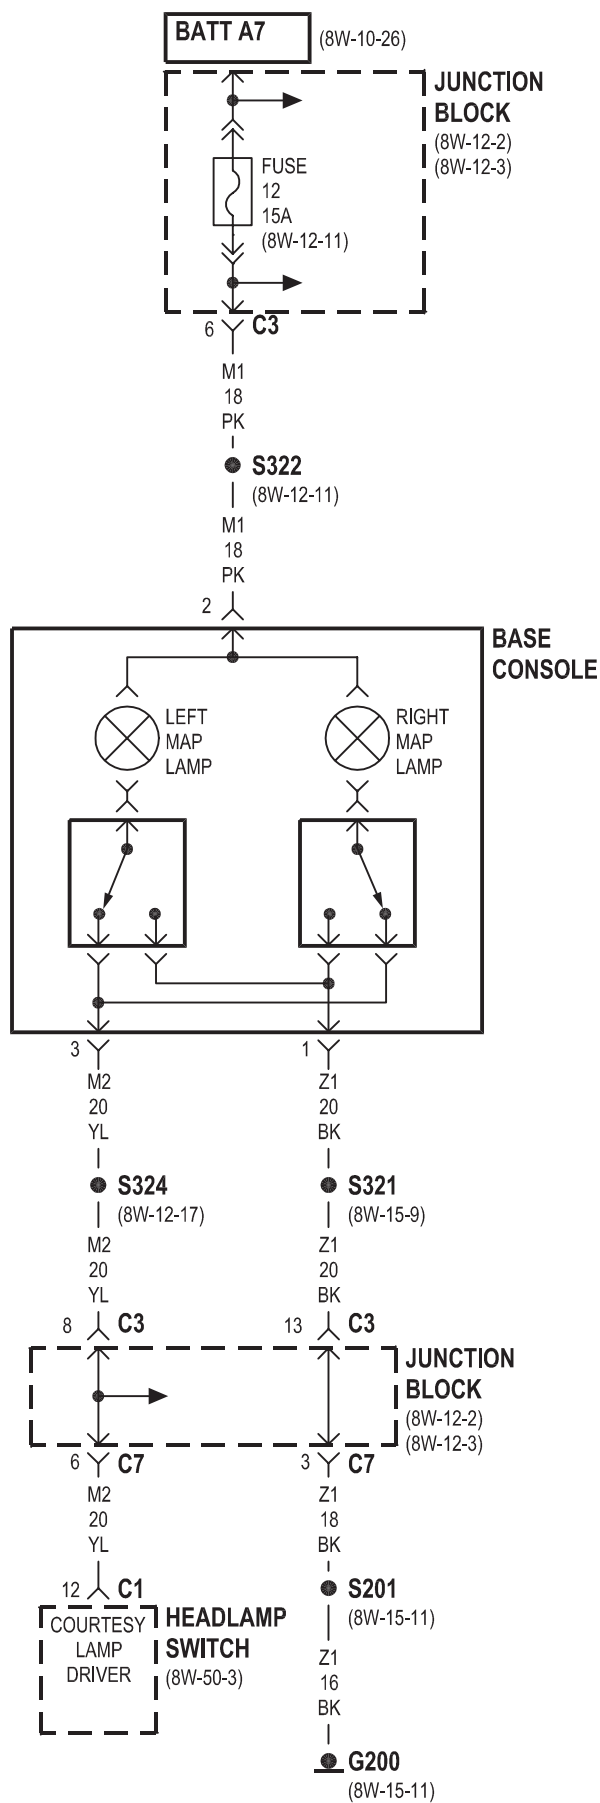 BATT A7
(8W-10-26)
JUNCTION
BLOCK
(8W-12-2)
(8W-12-3)
FUSE
12
15A
(8W-12-11)
6
C3
M1
18
PK
S322
(8W-12-11)
M1
18
PK
2
BASE
CONSOLE
LEFT
MAP
LAMP
RIGHT
MAP
LAMP
3
1
M2
20
YL
Z1
20
BK
S324
(8W-12-17)
S321
(8W-15-9)
M2
20
YL
Z1
20
BK
8
C3
13
C3
JUNCTION
BLOCK
(8W-12-2)
(8W-12-3)
6
C7
3
C7
M2
20
YL
Z1
18
BK
12
C1
S201
(8W-15-11)
COURTESY
LAMP
DRIVER
HEADLAMP
SWITCH
(8W-50-3)
Z1
16
BK
G200
(8W-15-11)